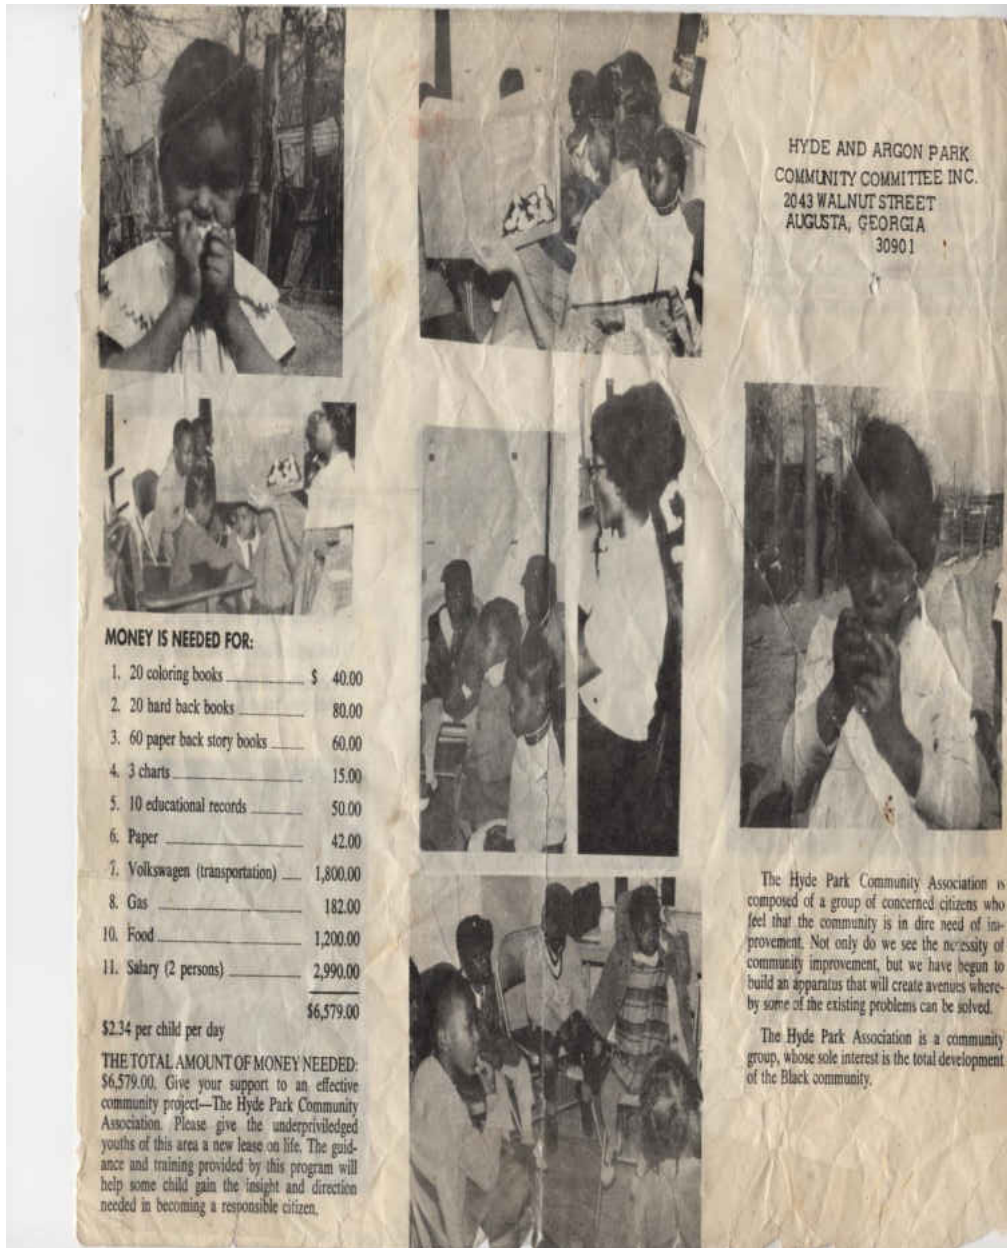 HYDE AND ARGON PARK
COMMUNITY COMMITTEE INC.
2043 WALNUT STREET
AUGUSTA, GEORGIA
30901
MONEY IS NEEDED FOR:
1. 20 coloring books $ 40.00
2. 20 hard back books 80.00
3. 60 paper back story books 60.00
4. 3 charts 15.00
5. 10 educational records 50.00
6. Paper 42.00
7. Volkswagen (transportation) 1,800.00
8. Gas 182.00
10. Food 1,200.00
11. Salary (2 persons) 2,990.00
$6,579.00
$2.34 per child per day
THE TOTAL AMOUNT OF MONEY NEEDED:
$6,579.00. Give your support to an effective
community project—The Hyde Park Community
Association. Please give the underpriviledged
youths of this area a new lease on life. The guid-
ance and training provided by this program will
help some child gain the insight and direction
needed in becoming a responsible citizen.
The Hyde Park Community Association is
composed of a group of concerned citizens who
feel that the community is in dire need of im-
provement. Not only do we see the necessity of
community improvement, but we have begun to
build an apparatus that will create avenues where-
by some of the existing problems can be solved.
The Hyde Park Association is a community
group, whose sole interest is the total development
of the Black community.